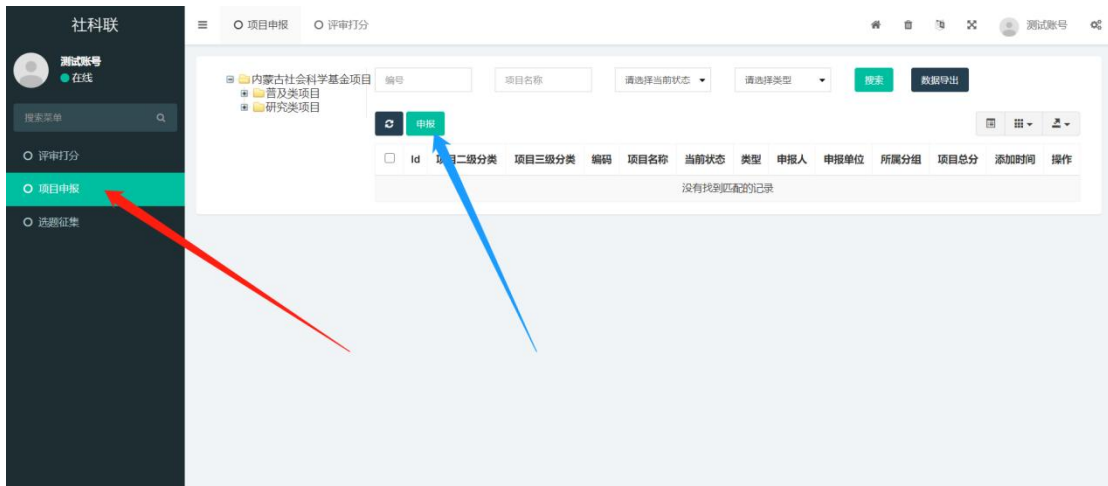 社科联
项目申报
评审打分
测试账号
测试账号
在线
搜索菜单
评审打分
项目申报
选题征集
内蒙古社会科学基金项目
普及类项目
研究类项目
编号
项目名称
请选择当前状态
请选择类型
搜索
数据导出
申报
Id 项目二级分类 项目三级分类 编码 项目名称 当前状态 类型 申报人 申报单位 所属分组 项目总分 添加时间 操作
没有找到匹配的记录